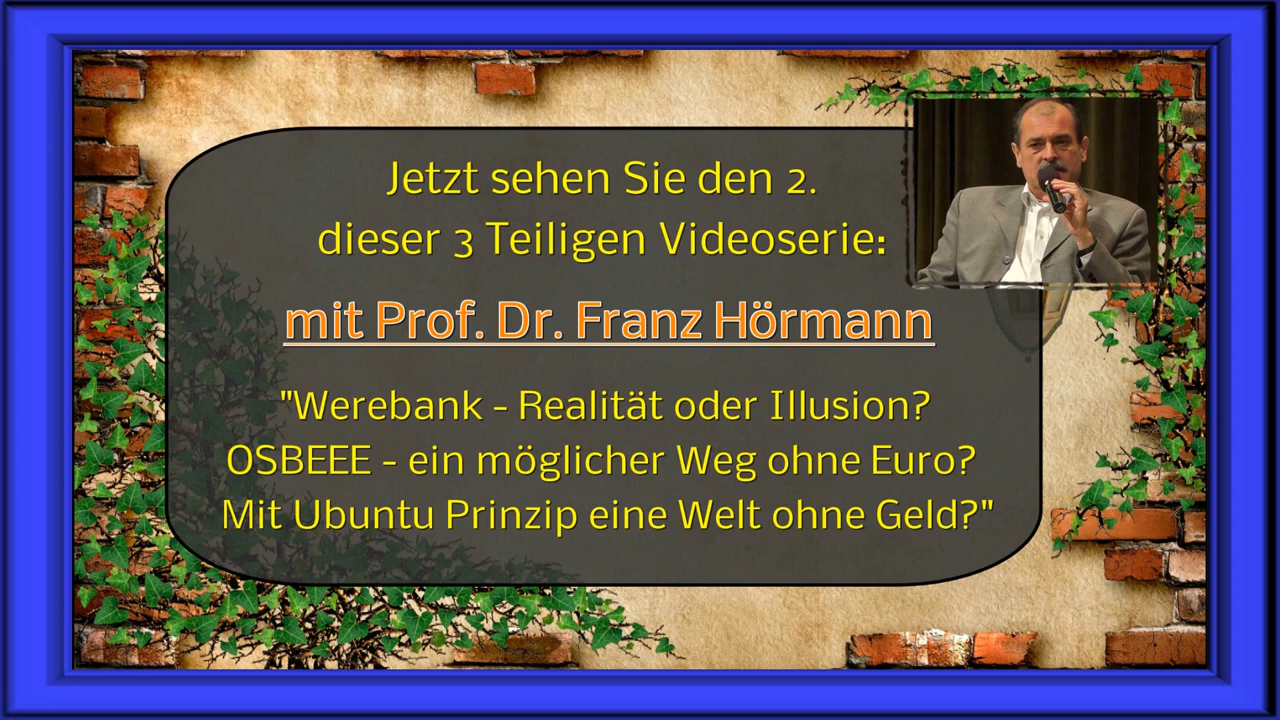 Jetzt sehen Sie den 2.
dieser 3 Teiligen Videoserie:
mit Prof. Dr. Franz Hörmann
"Werebank - Realität oder Illusion?
OSBEEE - ein möglicher Weg ohne Euro?
Mit Ubuntu Prinzip eine Welt ohne Geld?"